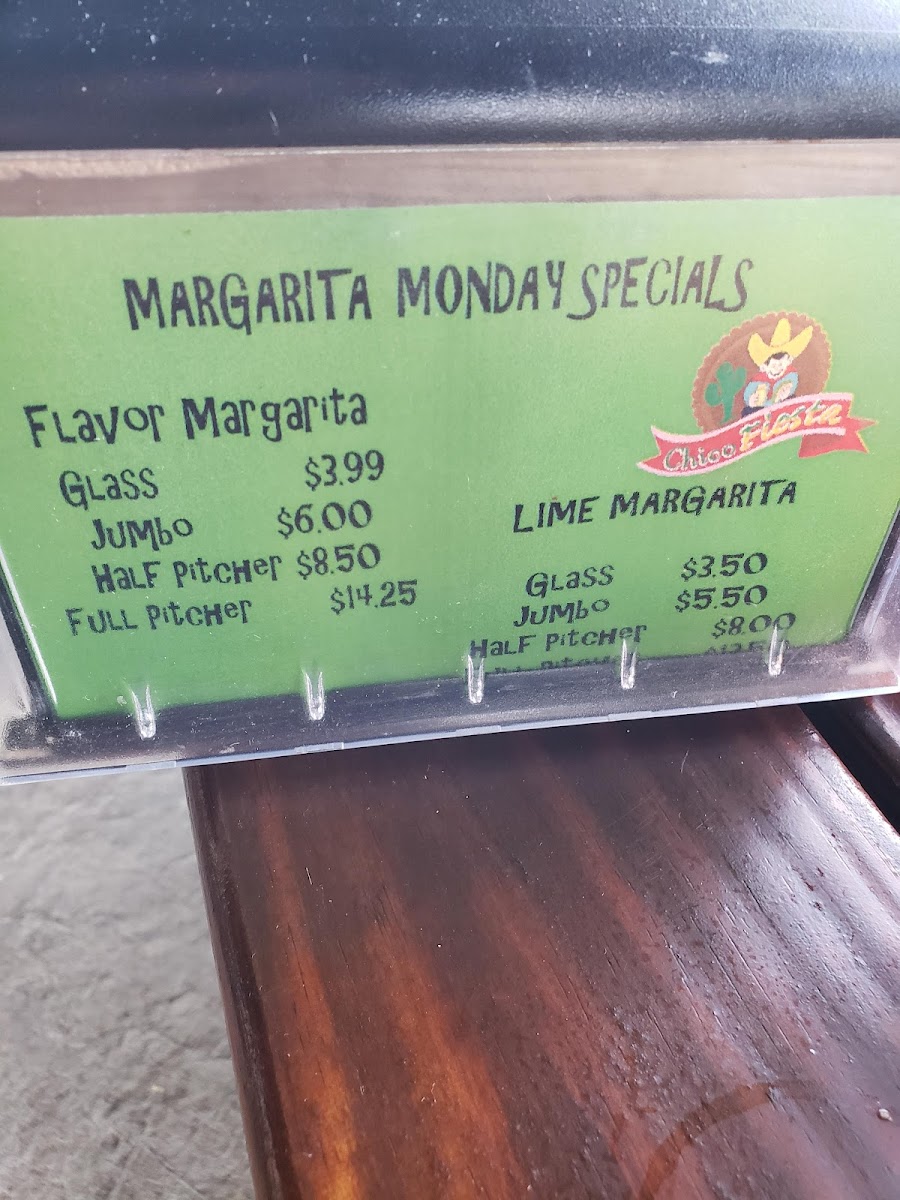 MARGARITA MONDAY SPECIALS
Flavor Margarita
Glass $3.99
Jumbo $6.00
Half Pitcher $8.50
Full Pitcher $14.25
Chico Fiesta
LIME MARGARITA
Glass $3.50
Jumbo $5.50
Half Pitcher $8.00